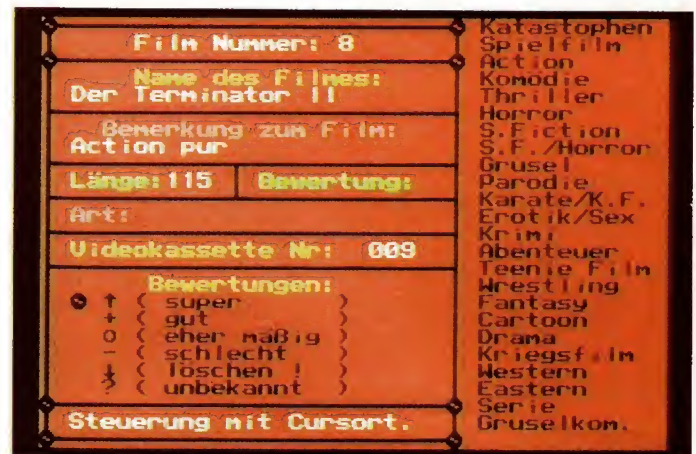 Film Nummer: 8
Name des Filmes:
Der Terminator II
Bemerkung zum Film:
Action pur
Länge:115 Bewertung:
Art:
Videokassette Nr: 009
Bewertungen:
↑ ( super )
+ ( gut )
o ( eher mäßig )
- ( schlecht )
↓ ( löschen ! )
? ( unbekannt )
Steuerung mit Cursort.
Katastophen
Spielfilm
Action
Komödie
Thriller
Horror
S.Fiction
S.F./Horror
Grusel
Parodie
Karate/K.F.
Erotik/Sex
Krimi
Abenteuer
Teenie Film
Wrestling
Fantasy
Cartoon
Drama
Kriegsfilm
Western
Eastern
Serie
Gruselkom.